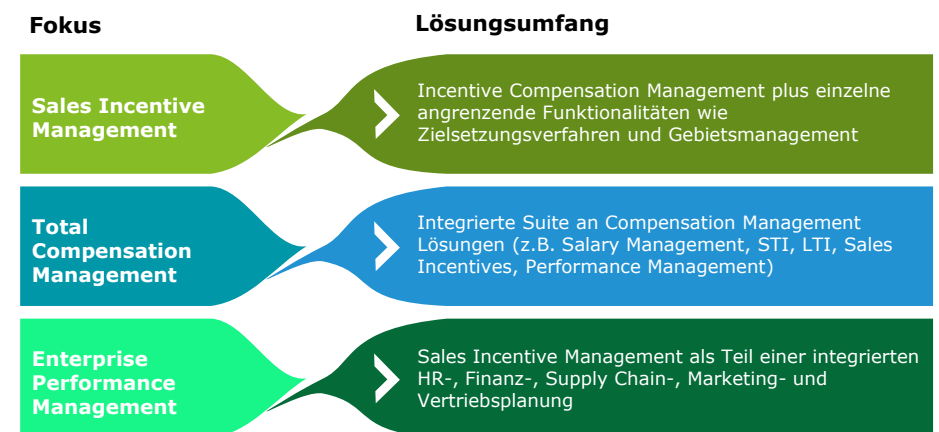 Fokus
Lösungsumfang
Sales Incentive
Management
Incentive Compensation Management plus einzelne
angrenzende Funktionalitäten wie
Zielsetzungsverfahren und Gebietsmanagement
Total
Compensation
Management
Integrierte Suite an Compensation Management
Lösungen (z.B. Salary Management, STI, LTI, Sales
Incentives, Performance Management)
Enterprise
Performance
Management
Sales Incentive Management als Teil einer integrierten
HR-, Finanz-, Supply Chain-, Marketing- und
Vertriebsplanung